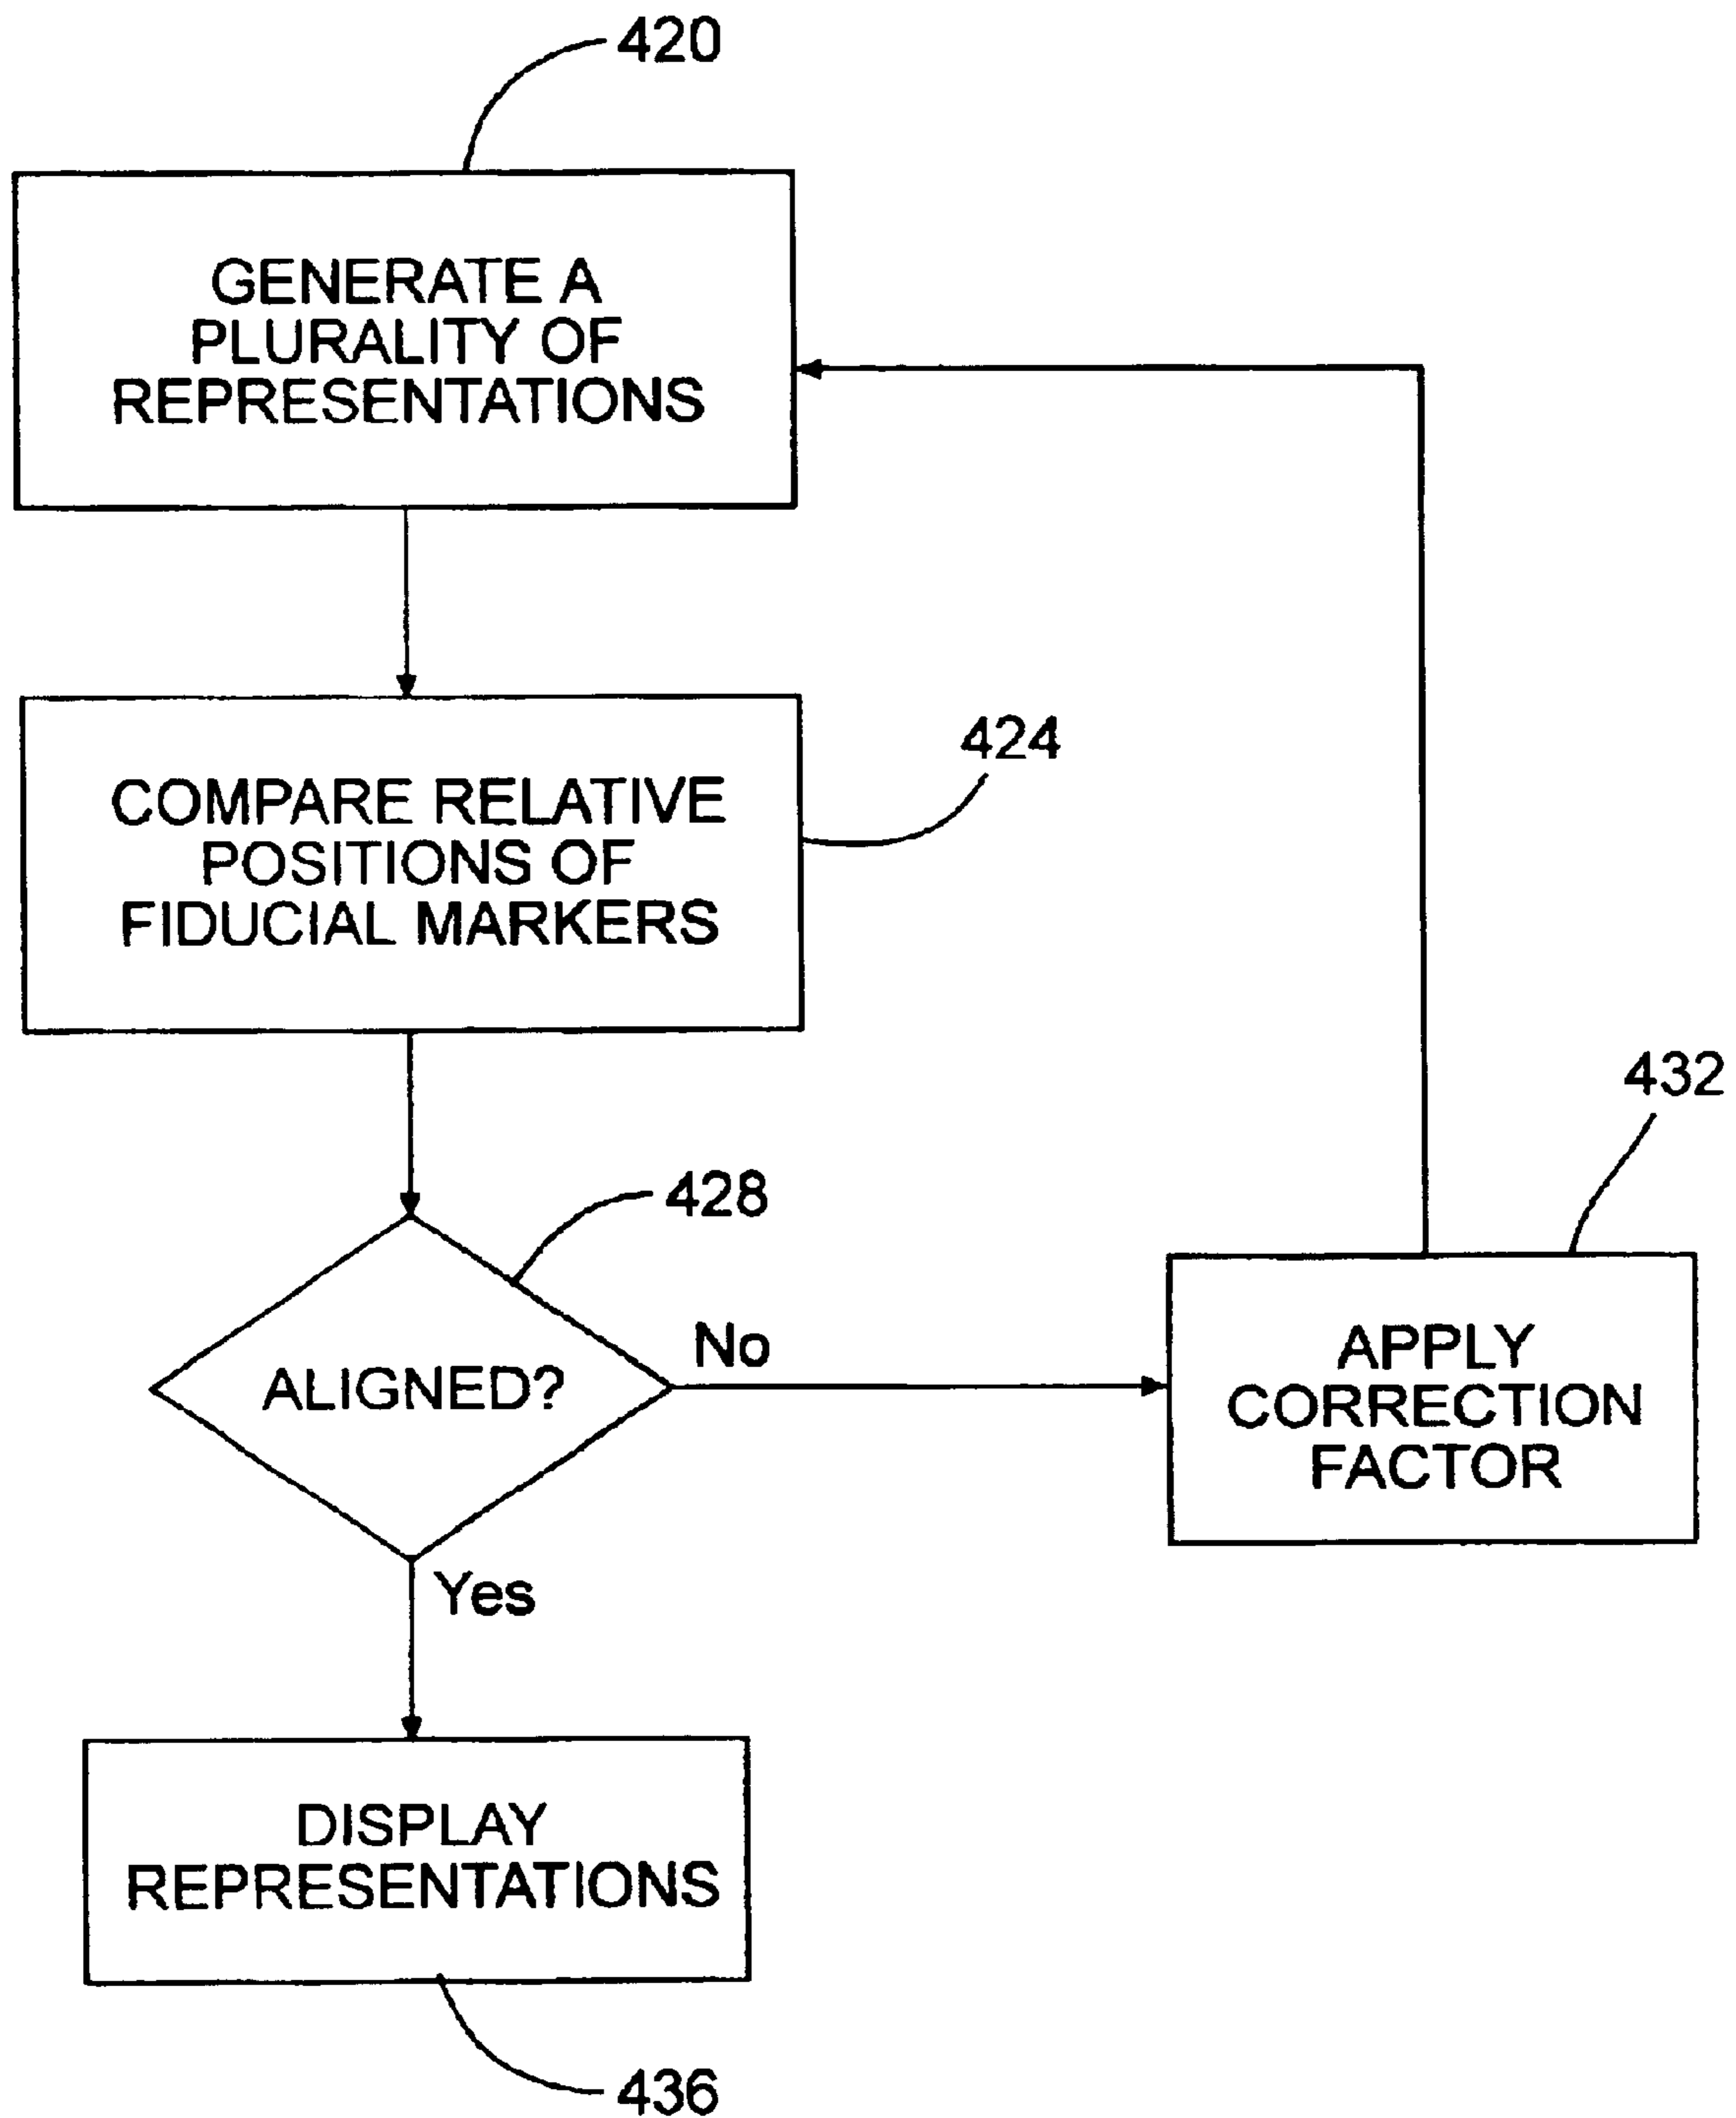 420
GENERATE A
PLURALITY OF
REPRESENTATIONS
424
COMPARE RELATIVE
POSITIONS OF
FIDUCIAL MARKERS
432
428
ALIGNED?
No
APPLY
CORRECTION
FACTOR
Yes
DISPLAY
REPRESENTATIONS
436